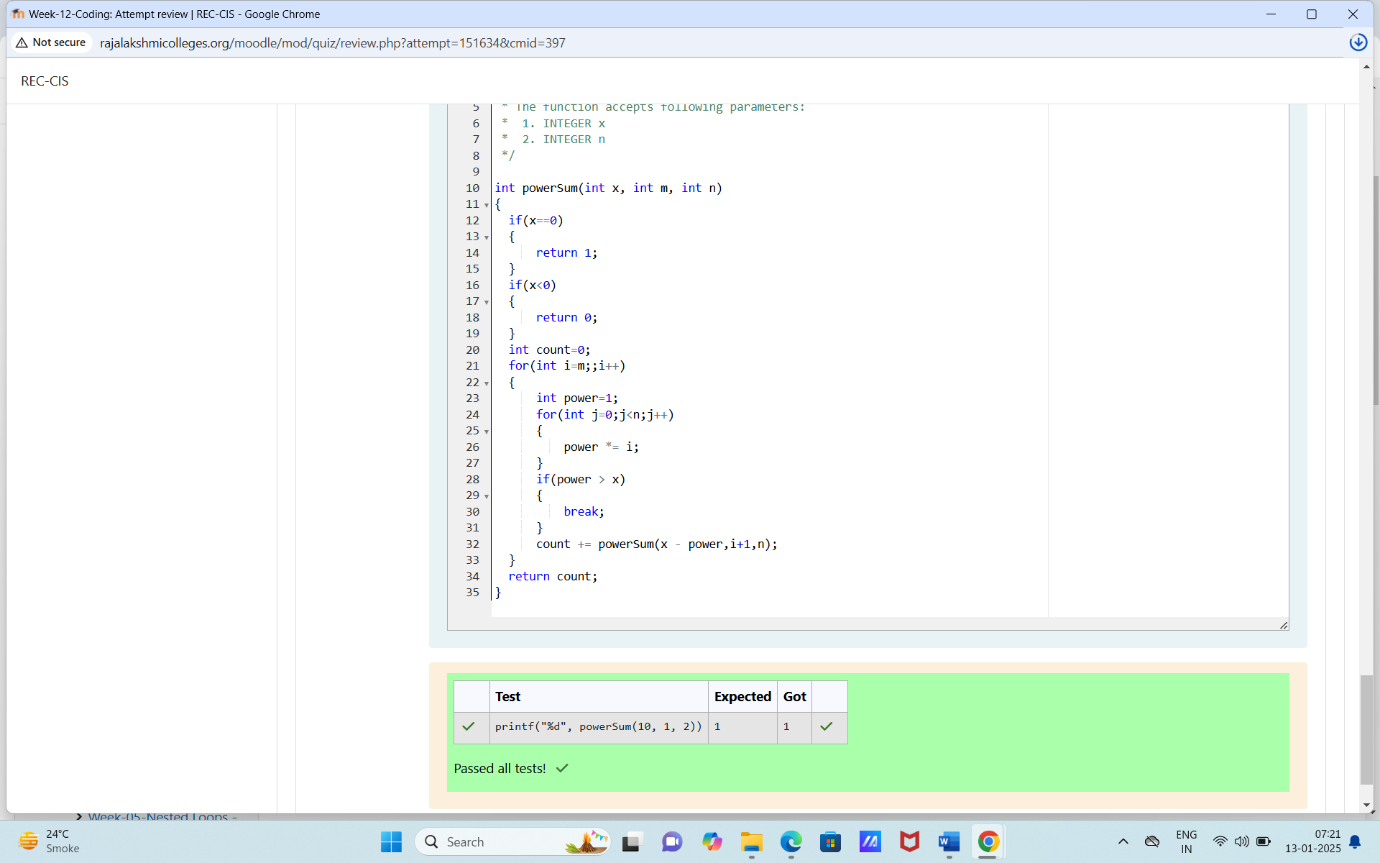 Week-12-Coding: Attempt review | REC-CIS - Google Chrome
Not secure rajalakshmicolleges.org/moodle/mod/quiz/review.php?attempt=151634&cmid=397
REC-CIS
5 * The function accepts following parameters:
6 *  1. INTEGER x
7 *  2. INTEGER n
8 */
9
10 int powerSum(int x, int m, int n)
11 {
12 if(x==0)
13 {
14 return 1;
15 }
16 if(x<0)
17 {
18 return 0;
19 }
20 int count=0;
21 for(int i=m;;i++)
22 {
23 int power=1;
24 for(int j=0;j<n;j++)
25 {
26 power *= i;
27 }
28 if(power > x)
29 {
30 break;
31 }
32 count += powerSum(x - power,i+1,n);
33 }
34 return count;
35 }
Test Expected Got
printf("%d", powerSum(10, 1, 2)) 1 1
Passed all tests!
Week-05-Nested Loops -
24°C
Smoke
Search
ENG
IN
07:21
13-01-2025